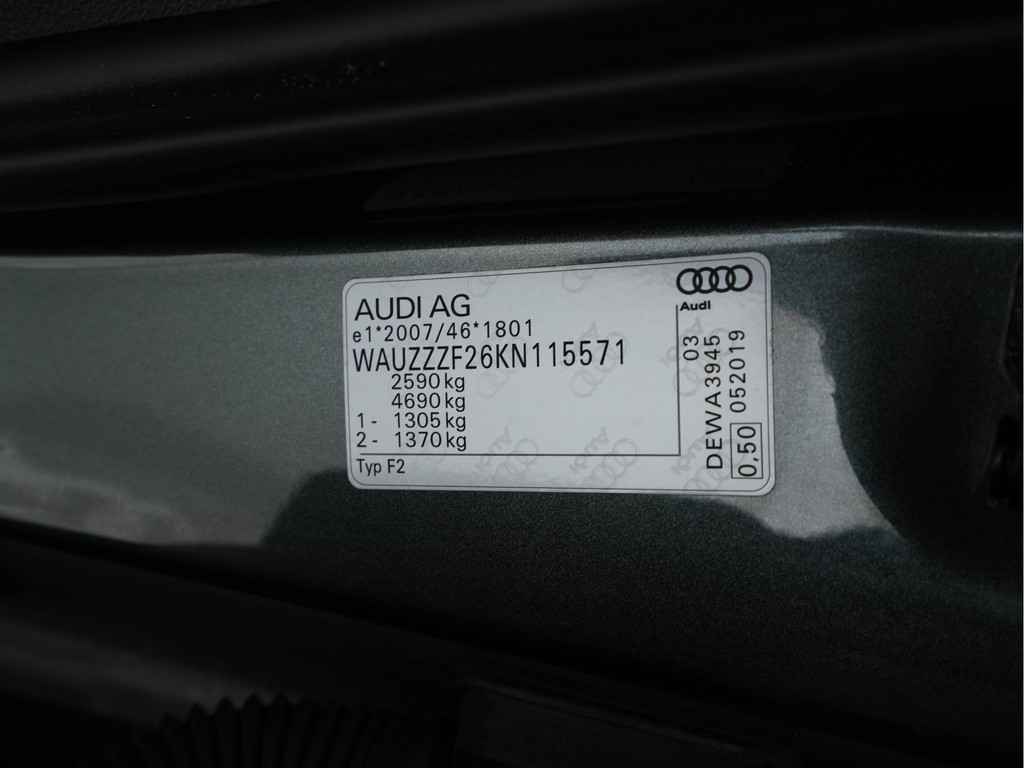 AUDI AG
e1*2007/46*1801
WAUZZZF26KN115571
2590 kg
4690 kg
1 - 1305 kg
2 - 1370 kg
Typ F2
Audi
03
DEWA3945
0,50 052019